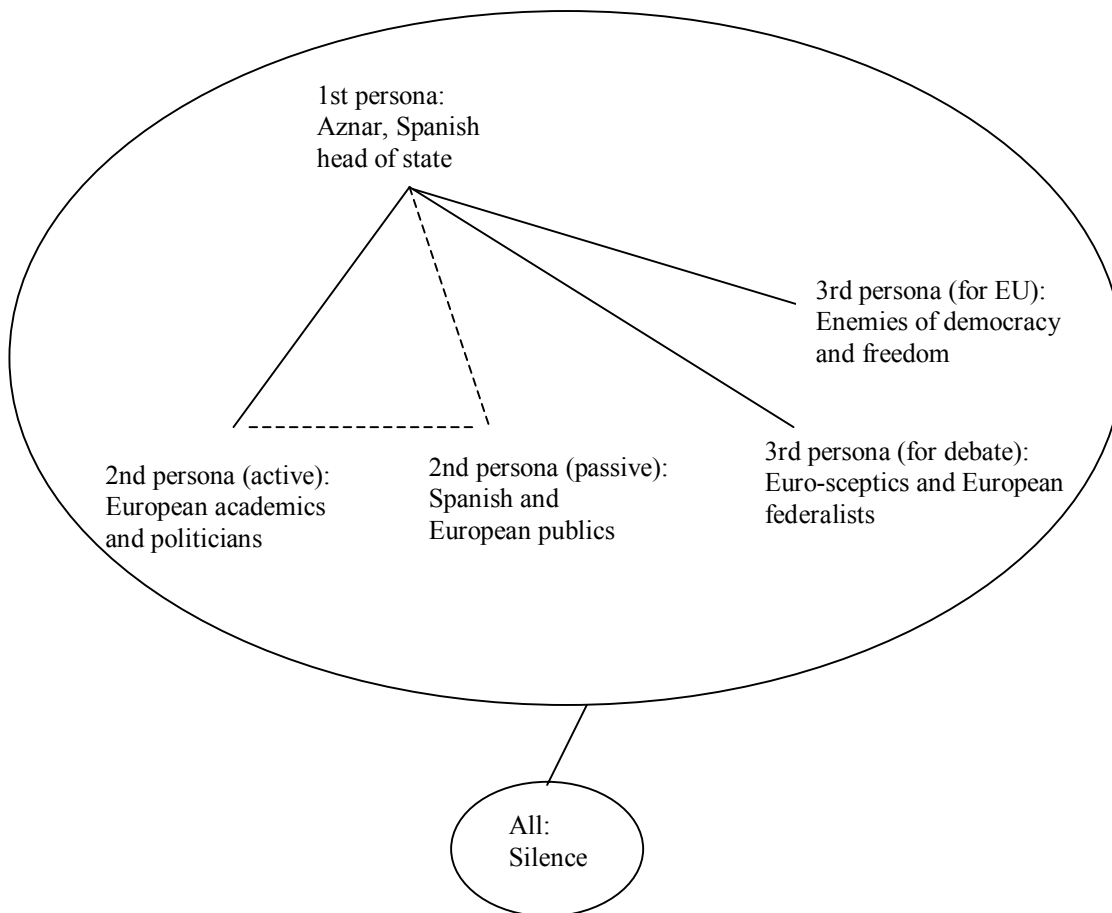 1st persona:
Aznar, Spanish
head of state
3rd persona (for EU):
Enemies of democracy
and freedom
2nd persona (active):
European academics
and politicians
2nd persona (passive):
Spanish and
European publics
3rd persona (for debate):
Euro-sceptics and European
federalists
All:
Silence